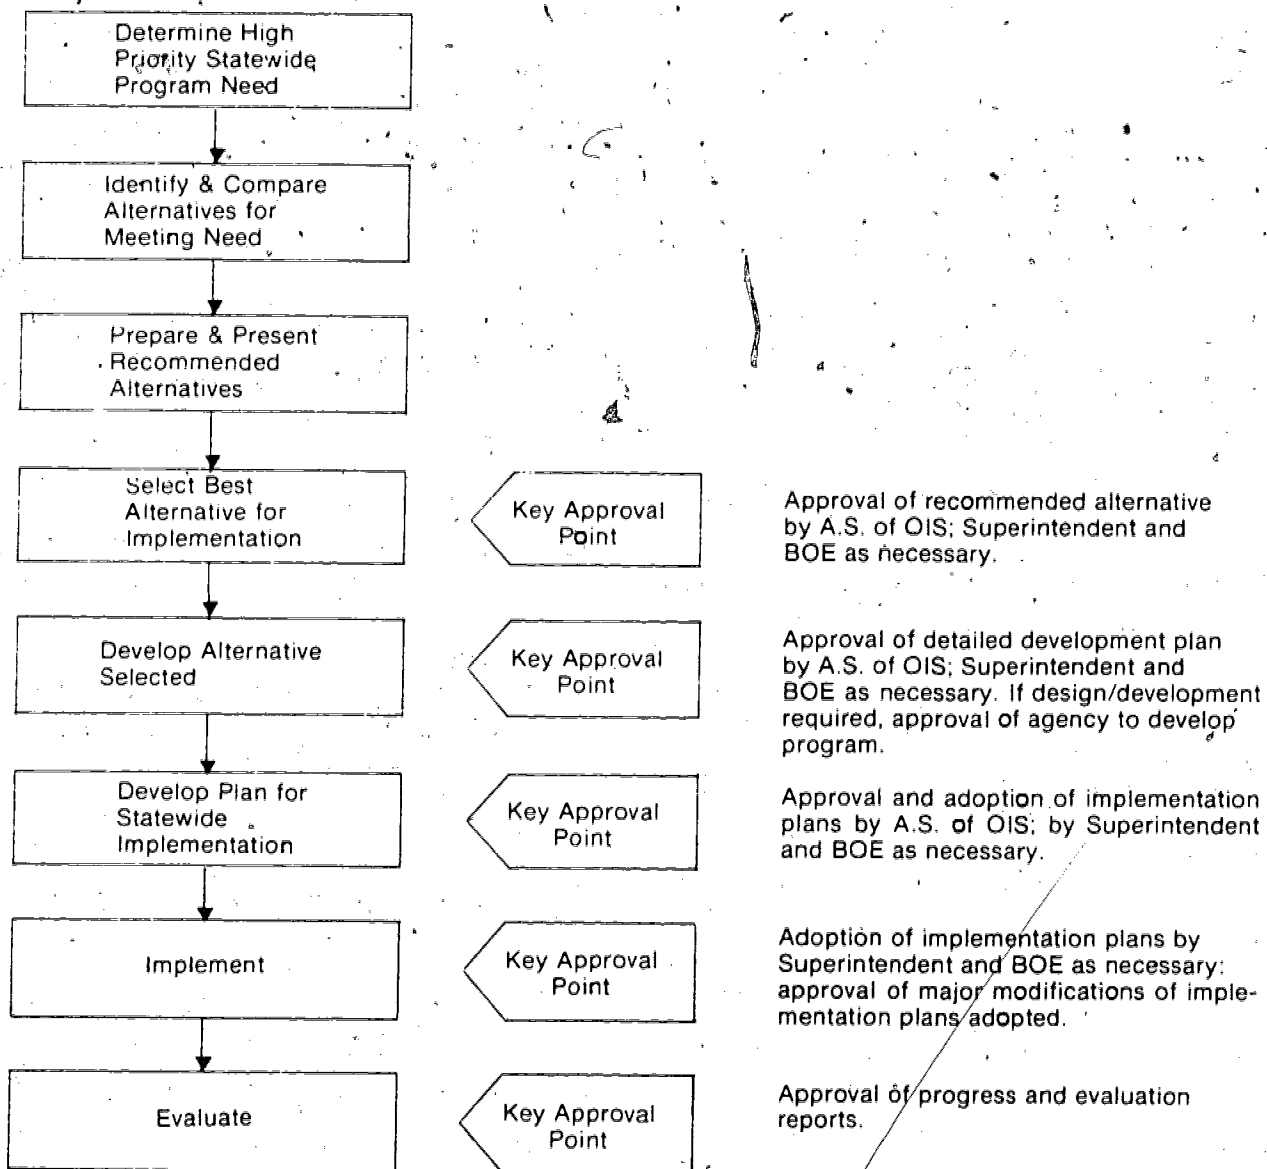 Determine High
Priority Statewide
Program Need
Identify & Compare
Alternatives for
Meeting Need
Prepare & Present
Recommended
Alternatives
Select Best
Alternative for
Implementation
Key Approval
Point
Approval of recommended alternative
by A.S. of OIS; Superintendent and
BOE as necessary.
Develop Alternative
Selected
Key Approval
Point
Approval of detailed development plan
by A.S. of OIS; Superintendent and
BOE as necessary. If design/development
required, approval of agency to develop
program.
Develop Plan for
Statewide
Implementation
Key Approval
Point
Approval and adoption of implementation
plans by A.S. of OIS; by Superintendent
and BOE as necessary.
Implement
Key Approval
Point
Adoption of implementation plans by
Superintendent and BOE as necessary:
approval of major modifications of imple-
mentation plans adopted.
Evaluate
Key Approval
Point
Approval of progress and evaluation
reports.